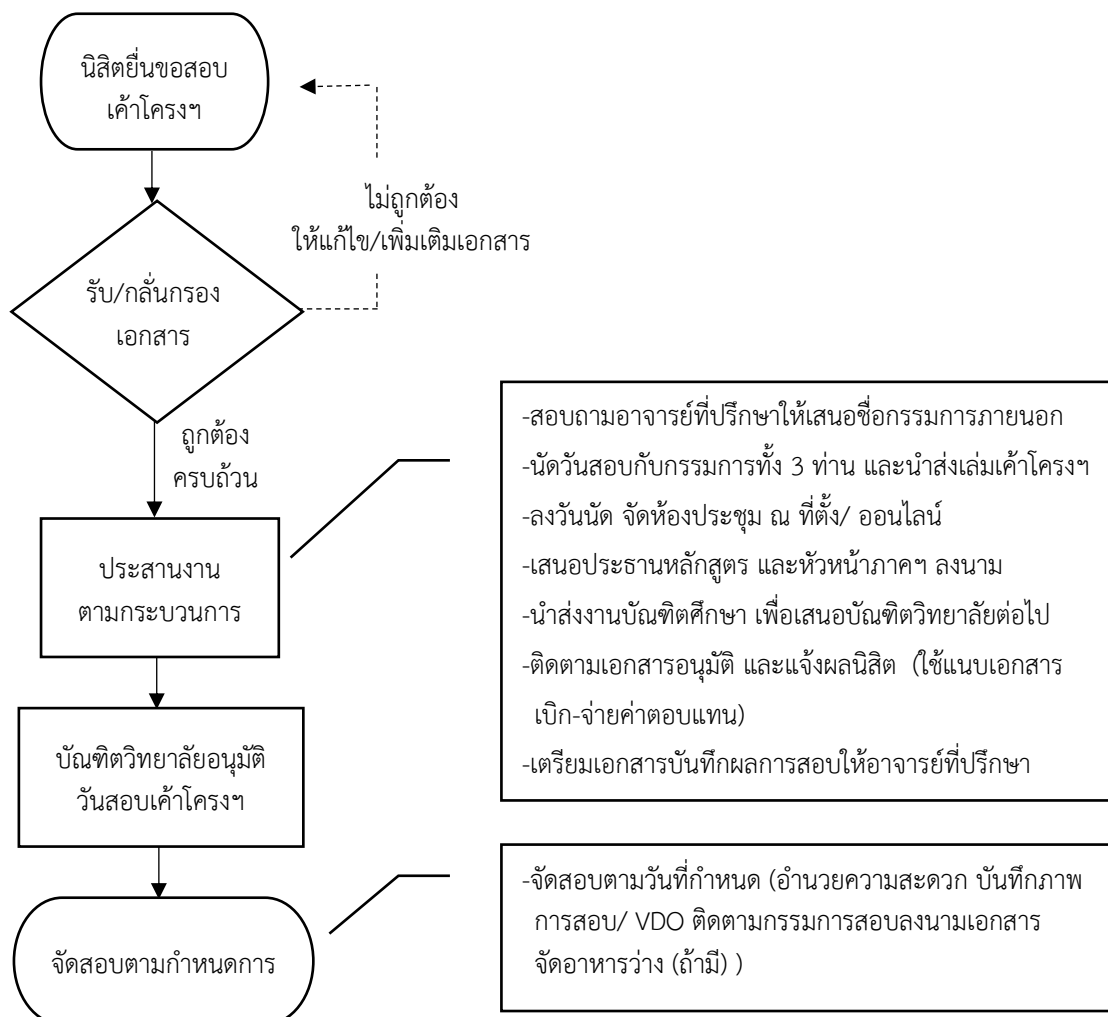 นิสิตยื่นขอสอบ
เค้าโครงฯ
ไม่ถูกต้อง
ให้แก้ไข/เพิ่มเติมเอกสาร
รับ/กลั่นกรอง
เอกสาร
ถูกต้อง
ครบถ้วน
ประสานงาน
ตามกระบวนการ
-สอบถามอาจารย์ที่ปรึกษาให้เสนอชื่อกรรมการภายนอก
-นัดวันสอบกับกรรมการทั้ง 3 ท่าน และนำส่งเล่มเค้าโครงฯ
-ลงวันนัด จัดห้องประชุม ณ ที่ตั้ง/ ออนไลน์
-เสนอประธานหลักสูตร และหัวหน้าภาคฯ ลงนาม
-นำส่งงานบัณฑิตศึกษา เพื่อเสนอบัณฑิตวิทยาลัยต่อไป
-ติดตามเอกสารอนุมัติ และแจ้งผลนิสิต (ใช้แนบเอกสาร
เบิก-จ่ายค่าตอบแทน)
-เตรียมเอกสารบันทึกผลการสอบให้อาจารย์ที่ปรึกษา
บัณฑิตวิทยาลัยอนุมัติ
วันสอบเค้าโครงฯ
จัดสอบตามกำหนดการ
-จัดสอบตามวันที่กำหนด (อำนวยความสะดวก บันทึกภาพ
การสอบ/ VDO ติดตามกรรมการสอบลงนามเอกสาร
จัดอาหารว่าง (ถ้ามี) )